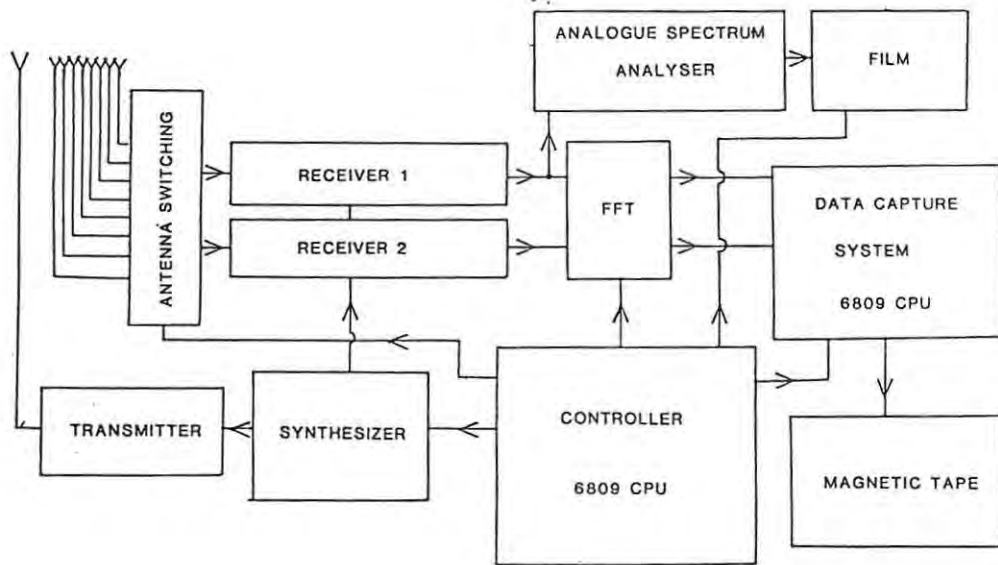 ANALOGUE SPECTRUM
ANALYSER
FILM
ANTENNA SWITCHING
RECEIVER 1
RECEIVER 2
FFT
DATA CAPTURE
SYSTEM
6809 CPU
TRANSMITTER
SYNTHESIZER
CONTROLLER
6809 CPU
MAGNETIC TAPE